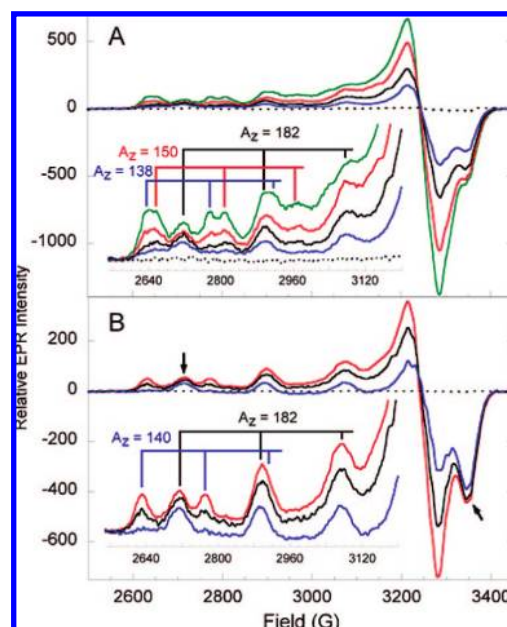 A
500
0
-500
-1000
A_Z = 182
A_Z = 150
A_Z = 138
2640 2800 2960 3120
Relative EPR Intensity
B
200
0
-200
-400
-600
A_Z = 182
A_Z = 140
2640 2800 2960 3120
2600 2800 3000 3200 3400
Field (G)